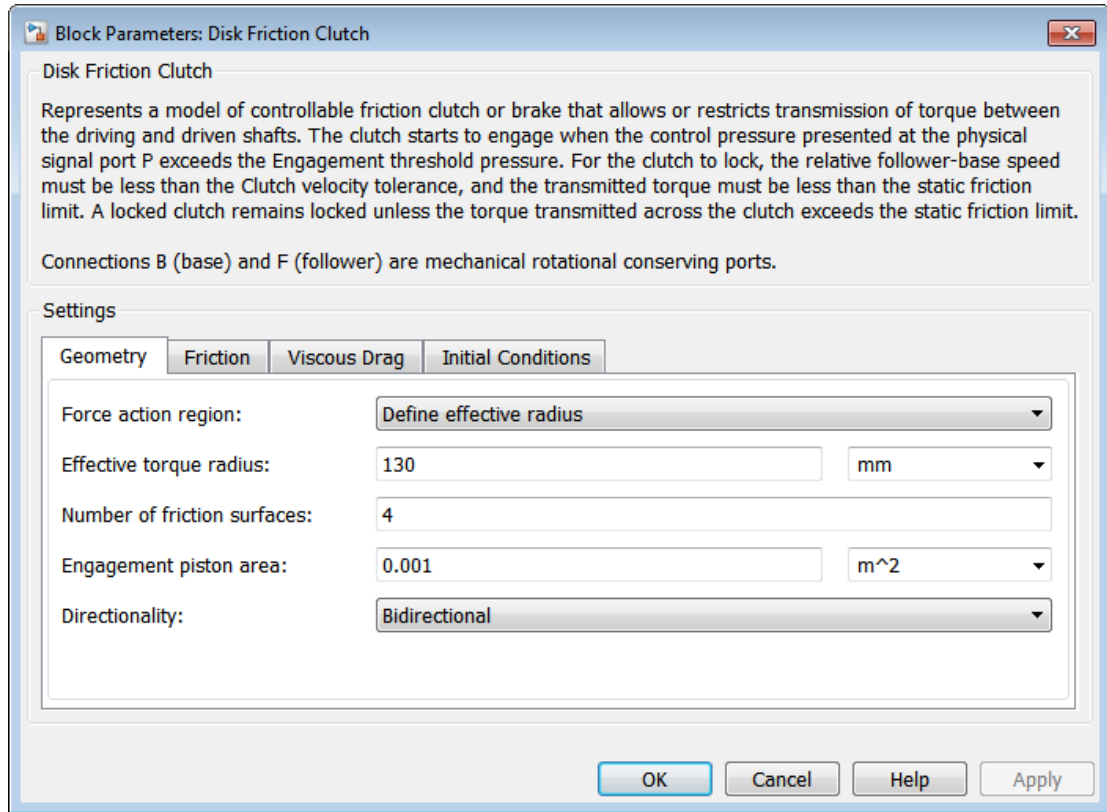 Block Parameters: Disk Friction Clutch
Disk Friction Clutch
Represents a model of controllable friction clutch or brake that allows or restricts transmission of torque between
the driving and driven shafts. The clutch starts to engage when the control pressure presented at the physical
signal port P exceeds the Engagement threshold pressure. For the clutch to lock, the relative follower-base speed
must be less than the Clutch velocity tolerance, and the transmitted torque must be less than the static friction
limit. A locked clutch remains locked unless the torque transmitted across the clutch exceeds the static friction limit.
Connections B (base) and F (follower) are mechanical rotational conserving ports.
Settings
Geometry Friction Viscous Drag Initial Conditions
Force action region: Define effective radius
Effective torque radius: 130 mm
Number of friction surfaces: 4
Engagement piston area: 0.001 m^2
Directionality: Bidirectional
OK Cancel Help Apply